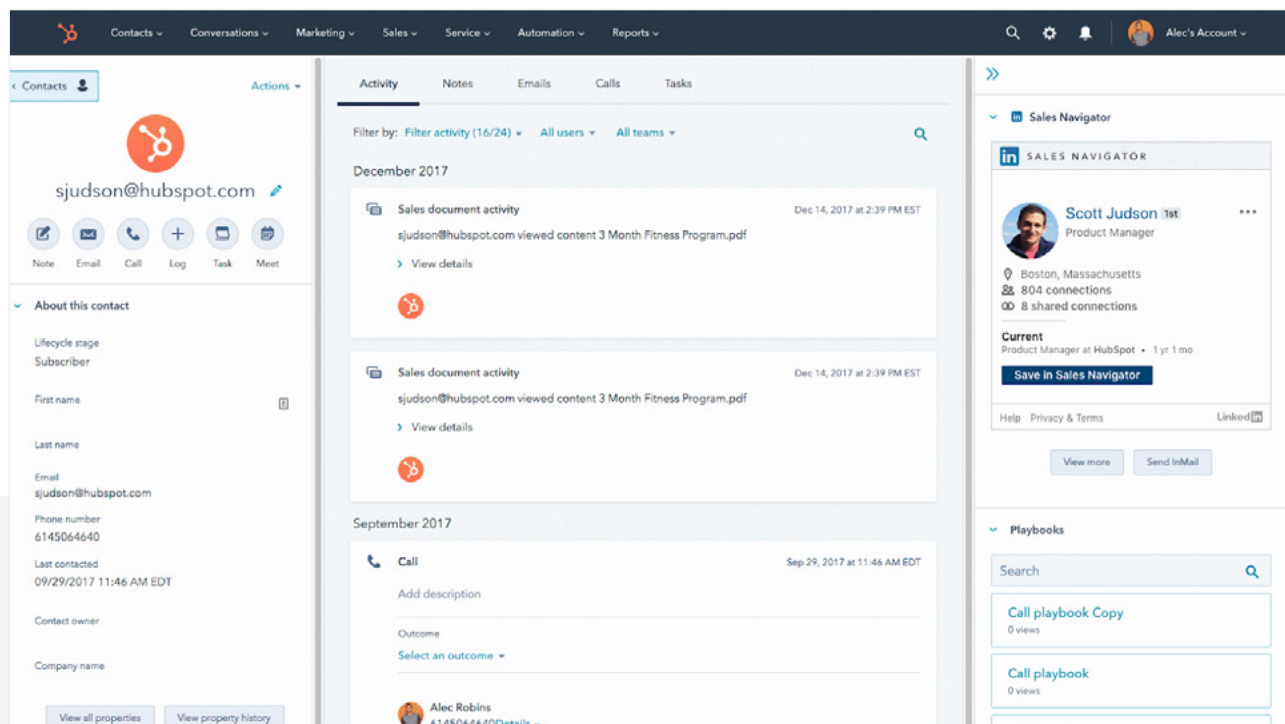 Contacts Conversations Marketing Sales Service Automation Reports Alec's Account
Contacts
Actions
sjudson@hubspot.com
Note Email Call Log Task Meet
About this contact
Lifecycle stage
Subscriber
First name
Last name
Email
sjudson@hubspot.com
Phone number
6145064640
Last contacted
09/29/2017 11:46 AM EDT
Contact owner
Company name
View all properties View property history
Activity Notes Emails Calls Tasks
Filter by: Filter activity (16/24) All users All teams
December 2017
Sales document activity Dec 14, 2017 at 2:39 PM EST
sjudson@hubspot.com viewed content 3 Month Fitness Program.pdf
View details
Sales document activity Dec 14, 2017 at 2:39 PM EST
sjudson@hubspot.com viewed content 3 Month Fitness Program.pdf
View details
September 2017
Call Sep 29, 2017 at 11:46 AM EDT
Add description
Outcome
Select an outcome
Alec Robins
6145064640Details
Sales Navigator
in SALES NAVIGATOR
Scott Judson 1st
Product Manager
Boston, Massachusetts
804 connections
8 shared connections
Current
Product Manager at HubSpot • 1 yr 1 mo
Save in Sales Navigator
Help Privacy & Terms Linkedin
View more Send InMail
Playbooks
Search
Call playbook Copy
0 views
Call playbook
0 views